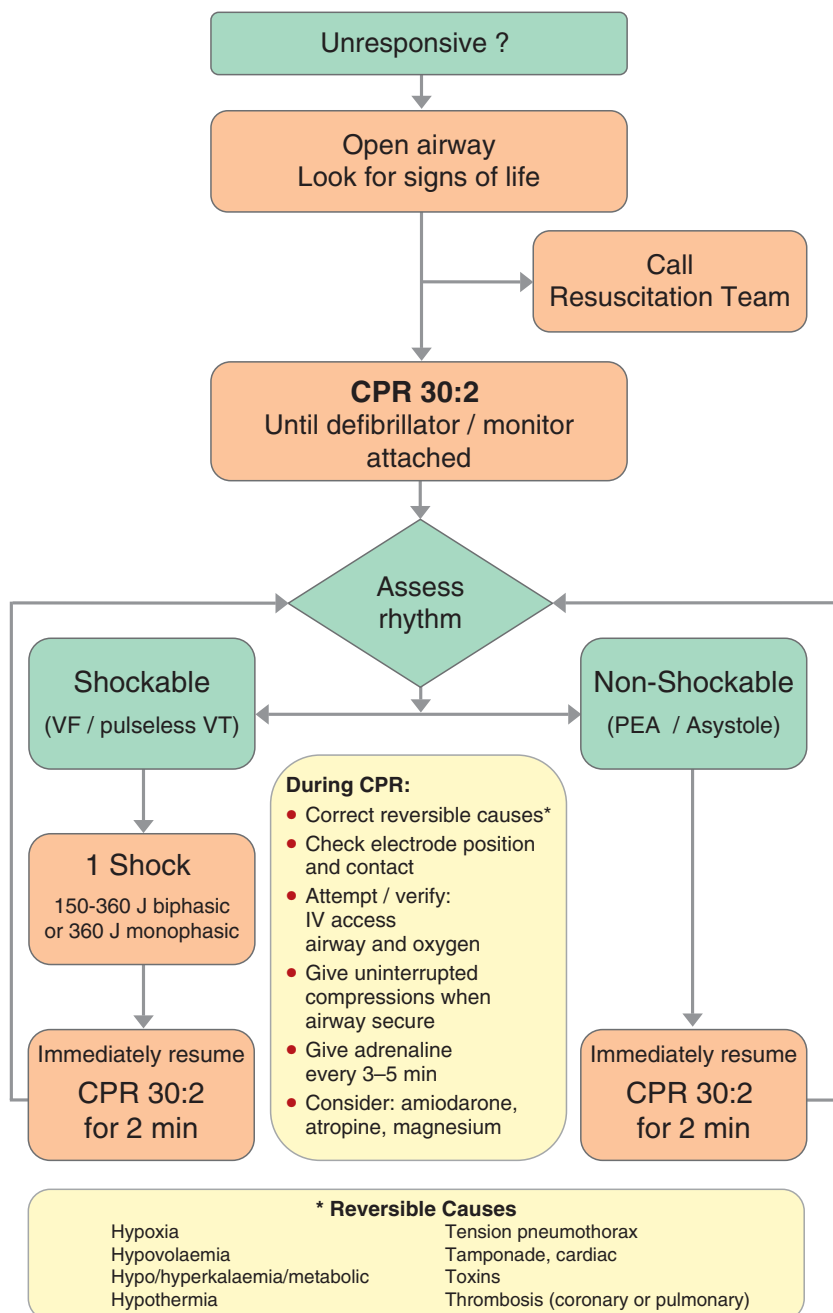 Unresponsive ?
Open airway
Look for signs of life
Call
Resuscitation Team
CPR 30:2
Until defibrillator / monitor
attached
Assess
rhythm
Shockable
(VF / pulseless VT)
Non-Shockable
(PEA / Asystole)
1 Shock
150-360 J biphasic
or 360 J monophasic
Immediately resume
CPR 30:2
for 2 min
During CPR:
• Correct reversible causes*
• Check electrode position
and contact
• Attempt / verify:
IV access
airway and oxygen
• Give uninterrupted
compressions when
airway secure
• Give adrenaline
every 3–5 min
• Consider: amiodarone,
atropine, magnesium
Immediately resume
CPR 30:2
for 2 min
* Reversible Causes
Hypoxia
Hypovolaemia
Hypo/hyperkalaemia/metabolic
Hypothermia
Tension pneumothorax
Tamponade, cardiac
Toxins
Thrombosis (coronary or pulmonary)